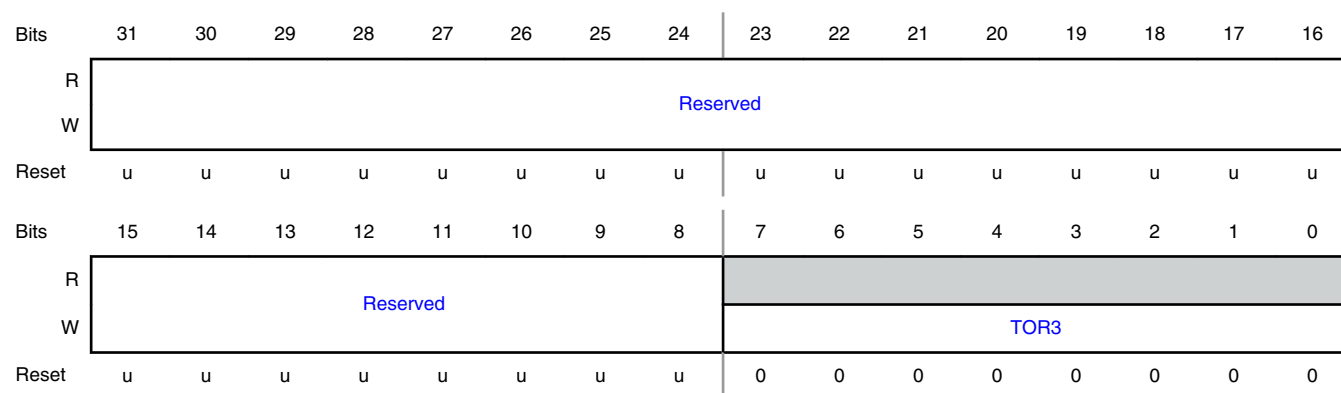 Bits 31 30 29 28 27 26 25 24 23 22 21 20 19 18 17 16
R
Reserved
W
Reset u u u u u u u u u u u u u u u u
Bits 15 14 13 12 11 10 9 8 7 6 5 4 3 2 1 0
R
Reserved
W TOR3
Reset u u u u u u u u 0 0 0 0 0 0 0 0